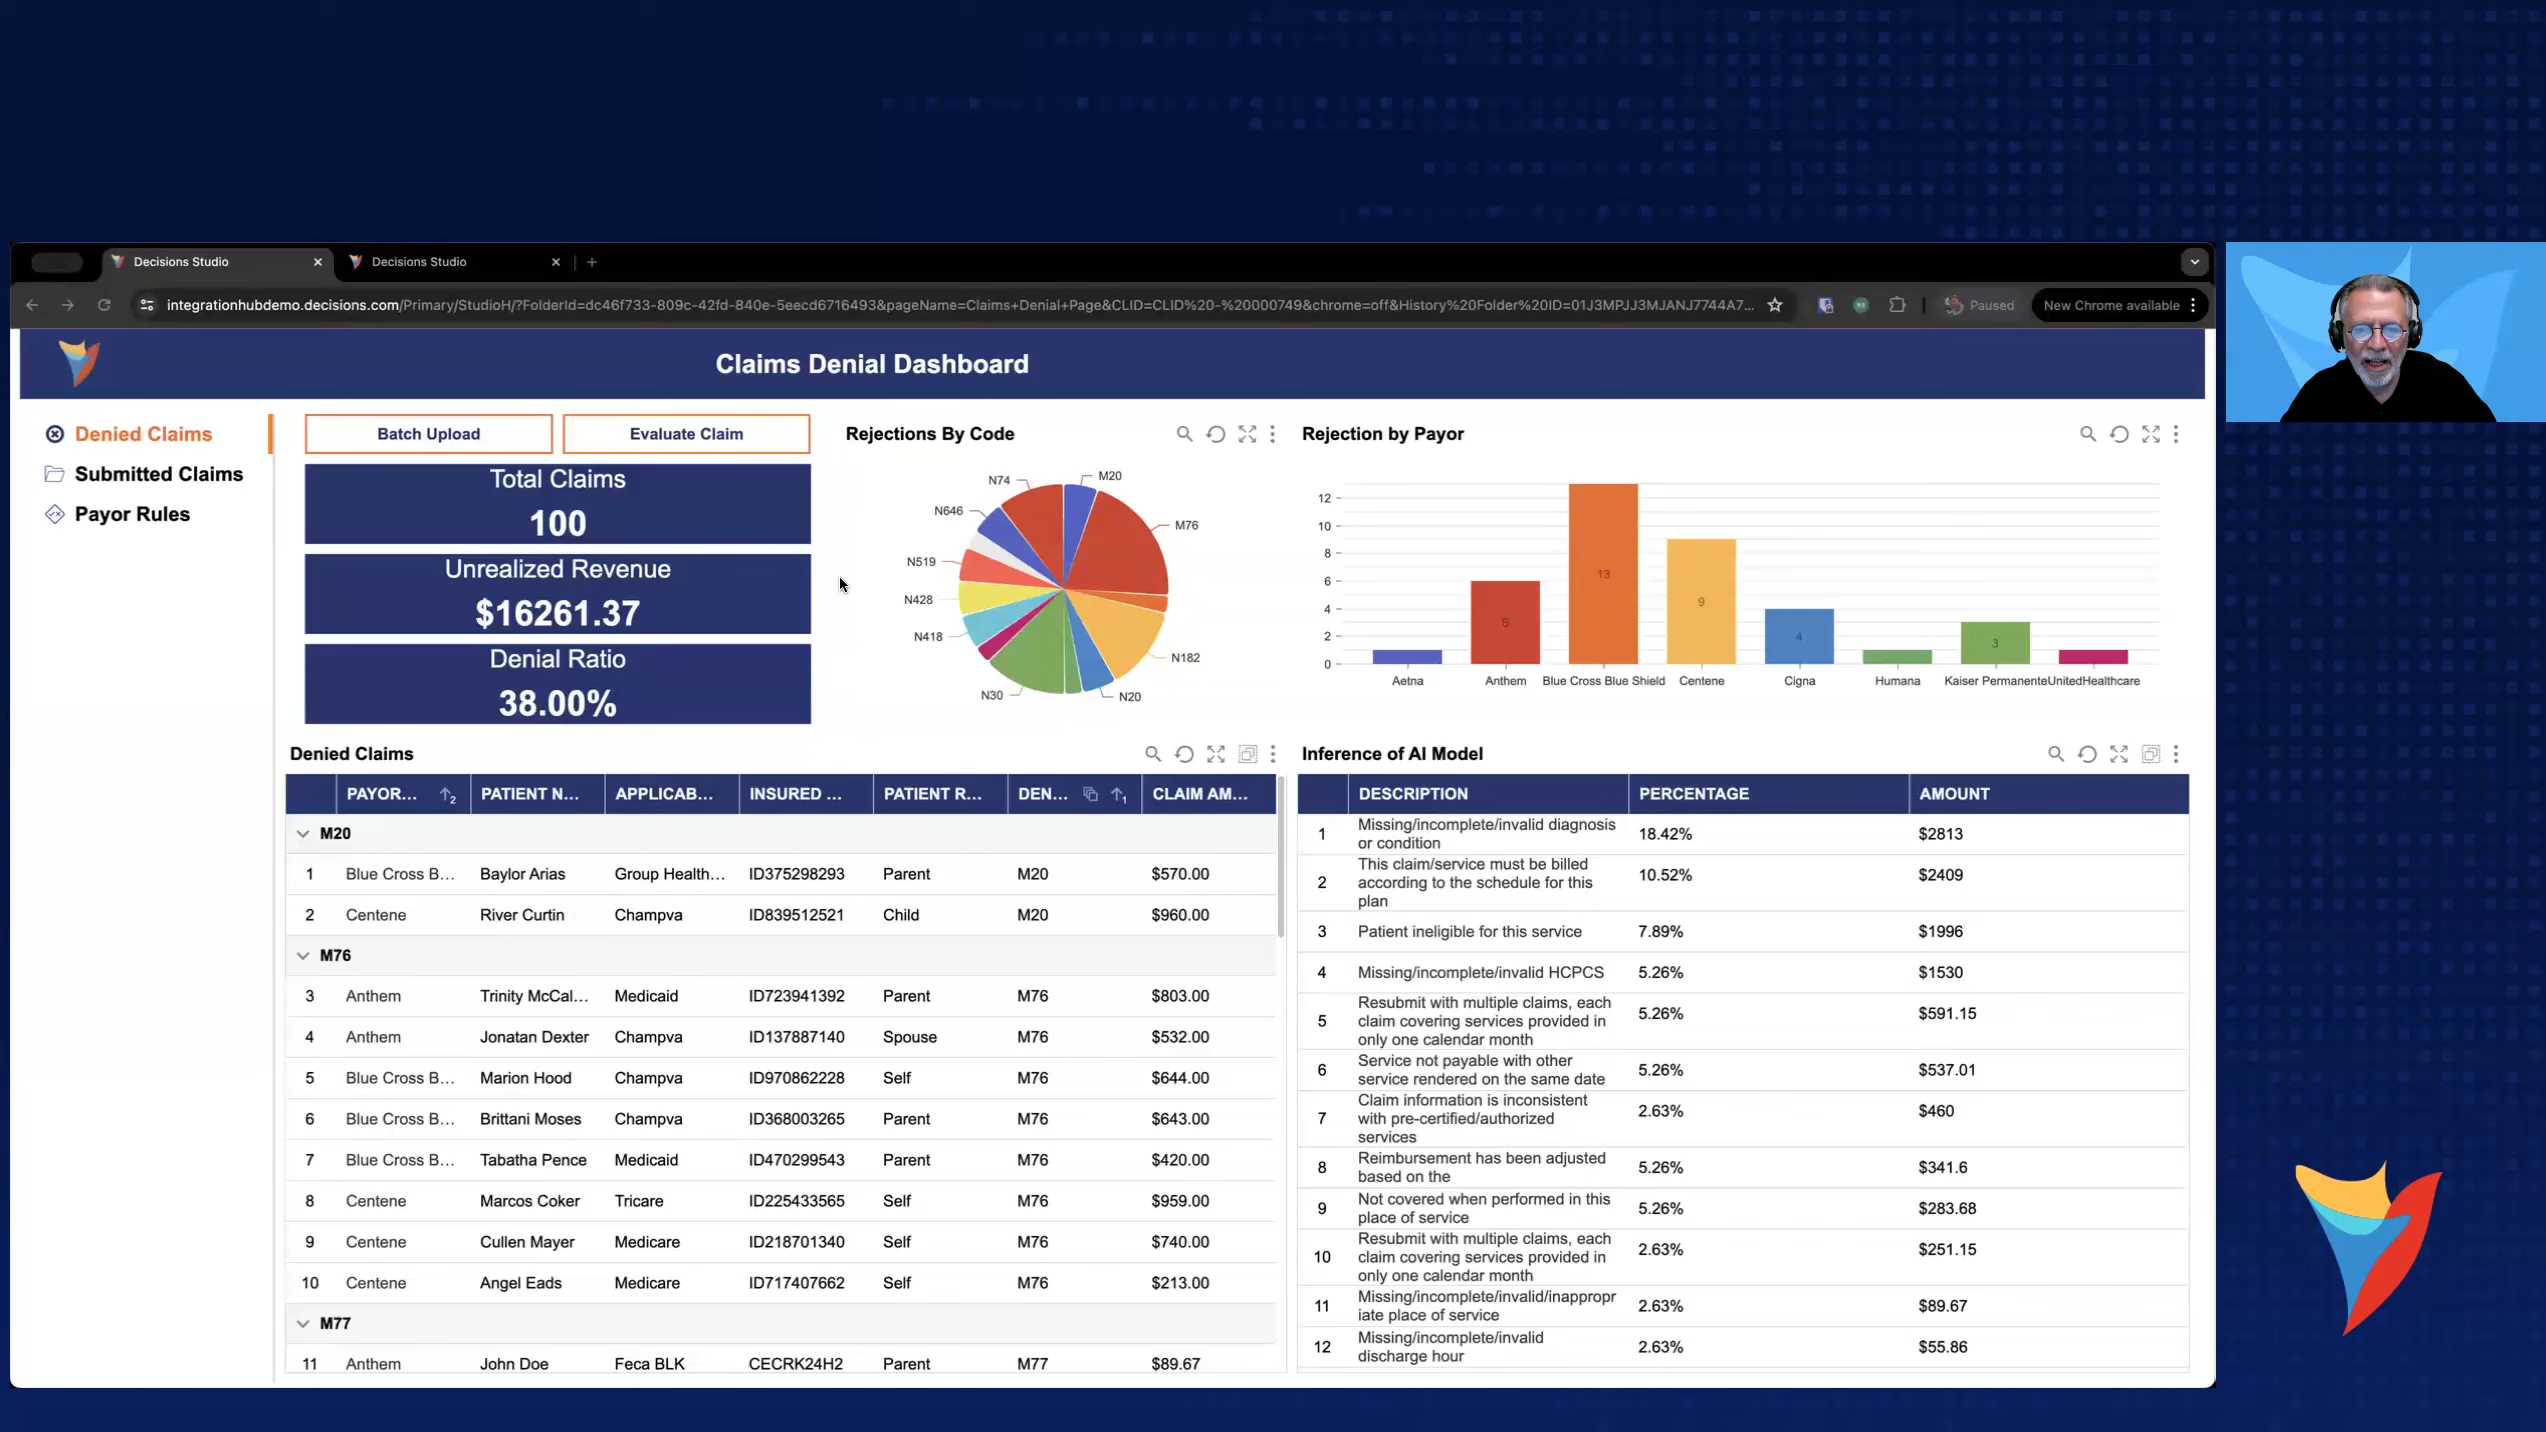 Decisions Studio
Decisions Studio
integrationhubdemo.decisions.com/Primary/StudioH/?FolderId=dc46f733-809c-42fd-840e-5eecd6716493&pageName=Claims+Denial+Page&CLID=CLID%20-%20000749&chrome=off&History%20Folder%20ID=01J3MPJJ3MJANJ7744A7...
Paused
New Chrome available
Claims Denial Dashboard
Denied Claims
Submitted Claims
Payor Rules
Batch Upload
Evaluate Claim
Total Claims
100
Unrealized Revenue
$16261.37
Denial Ratio
38.00%
Rejections By Code
N74
M20
N646
M76
N519
N428
N418
N182
N30
N20
Rejection by Payor
12
10
8
6
4
2
0
6
13
9
4
3
Aetna
Anthem
Blue Cross Blue Shield
Centene
Cigna
Humana
Kaiser Permanente
UnitedHealthcare
Denied Claims
PAYOR... 2 PATIENT N... APPLICAB... INSURED ... PATIENT R... DEN... 1 CLAIM AM...
M20
1 Blue Cross B... Baylor Arias Group Health... ID375298293 Parent M20 $570.00
2 Centene River Curtin Champva ID839512521 Child M20 $960.00
M76
3 Anthem Trinity McCal... Medicaid ID723941392 Parent M76 $803.00
4 Anthem Jonatan Dexter Champva ID137887140 Spouse M76 $532.00
5 Blue Cross B... Marion Hood Champva ID970862228 Self M76 $644.00
6 Blue Cross B... Brittani Moses Champva ID368003265 Parent M76 $643.00
7 Blue Cross B... Tabatha Pence Medicaid ID470299543 Parent M76 $420.00
8 Centene Marcos Coker Tricare ID225433565 Self M76 $959.00
9 Centene Cullen Mayer Medicare ID218701340 Self M76 $740.00
10 Centene Angel Eads Medicare ID717407662 Self M76 $213.00
M77
11 Anthem John Doe Feca BLK CECRK24H2 Parent M77 $89.67
Inference of AI Model
DESCRIPTION PERCENTAGE AMOUNT
1 Missing/incomplete/invalid diagnosis 18.42% $2813
or condition
This claim/service must be billed
2 according to the schedule for this 10.52% $2409
plan
3 Patient ineligible for this service 7.89% $1996
4 Missing/incomplete/invalid HCPCS 5.26% $1530
Resubmit with multiple claims, each
5 claim covering services provided in 5.26% $591.15
only one calendar month
6 Service not payable with other 5.26% $537.01
service rendered on the same date
Claim information is inconsistent
7 with pre-certified/authorized 2.63% $460
services
8 Reimbursement has been adjusted 5.26% $341.6
based on the
9 Not covered when performed in this 5.26% $283.68
place of service
Resubmit with multiple claims, each
10 claim covering services provided in 2.63% $251.15
only one calendar month
11 Missing/incomplete/invalid/inappropr 2.63% $89.67
iate place of service
12 Missing/incomplete/invalid 2.63% $55.86
discharge hour